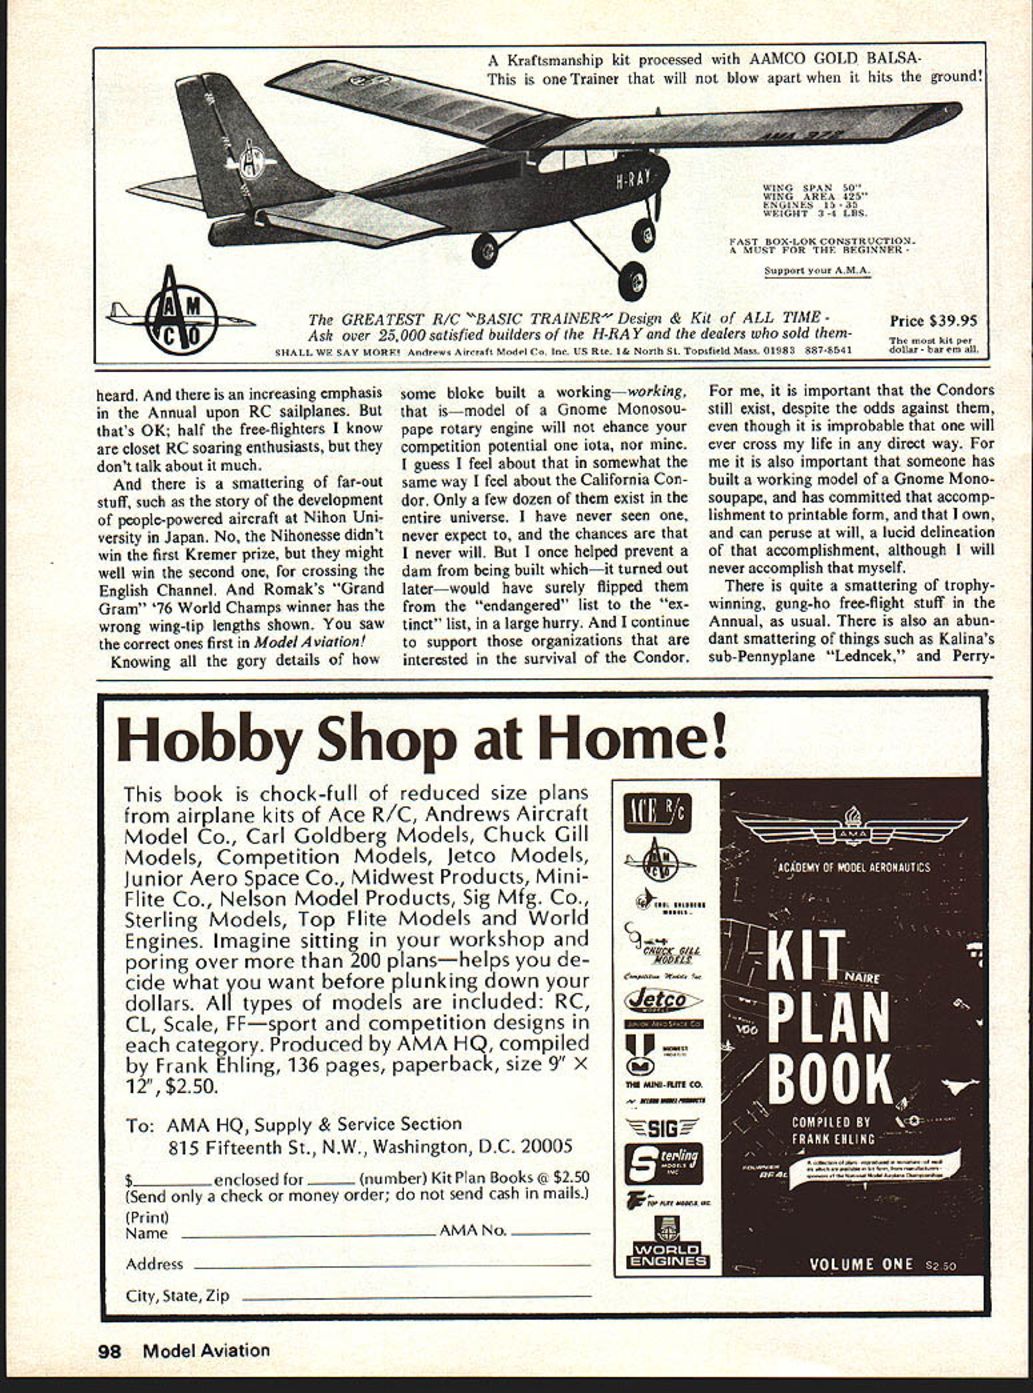 A Kraftsmanship kit processed with AAMCO GOLD BALSA-
This is one Trainer that will not blow apart when it hits the ground!
H-RAY
WING SPAN 50"
WING AREA 425"
ENGINES 15-35
WEIGHT 3-4 LBS.
FAST BOX-LOK CONSTRUCTION.
A MUST FOR THE BEGINNER-
Support your A.M.A.
A
A M
C O
The GREATEST R/C "BASIC TRAINER" Design & Kit of ALL TIME -
Ask over 25,000 satisfied builders of the H-RAY and the dealers who sold them-
SHALL WE SAY MORE! Andrews Aircraft Model Co. Inc. US Rte. 1& North St. Topsfield Mass. 01983 887-8541
Price $39.95
The most kit per
dollar - bar em all.
heard. And there is an increasing emphasis
in the Annual upon RC sailplanes. But
that's OK; half the free-flighters I know
are closet RC soaring enthusiasts, but they
don't talk about it much.
And there is a smattering of far-out
stuff, such as the story of the development
of people-powered aircraft at Nihon Uni-
versity in Japan. No, the Nihonesse didn't
win the first Kremer prize, but they might
well win the second one, for crossing the
English Channel. And Romak's "Grand
Gram" '76 World Champs winner has the
wrong wing-tip lengths shown. You saw
the correct ones first in Model Aviation!
Knowing all the gory details of how
some bloke built a working—working,
that is—model of a Gnome Monosou-
pape rotary engine will not ehance your
competition potential one iota, nor mine.
I guess I feel about that in somewhat the
same way I feel about the California Con-
dor. Only a few dozen of them exist in the
entire universe. I have never seen one,
never expect to, and the chances are that
I never will. But I once helped prevent a
dam from being built which—it turned out
later—would have surely flipped them
from the "endangered" list to the "ex-
tinct" list, in a large hurry. And I continue
to support those organizations that are
interested in the survival of the Condor.
For me, it is important that the Condors
still exist, despite the odds against them,
even though it is improbable that one will
ever cross my life in any direct way. For
me it is also important that someone has
built a working model of a Gnome Mono-
soupape, and has committed that accomp-
lishment to printable form, and that I own,
and can peruse at will, a lucid delineation
of that accomplishment, although I will
never accomplish that myself.
There is quite a smattering of trophy-
winning, gung-ho free-flight stuff in the
Annual, as usual. There is also an abun-
dant smattering of things such as Kalina's
sub-Pennyplane "Ledncek," and Perry-
Hobby Shop at Home!
This book is chock-full of reduced size plans
from airplane kits of Ace R/C, Andrews Aircraft
Model Co., Carl Goldberg Models, Chuck Gill
Models, Competition Models, Jetco Models,
Junior Aero Space Co., Midwest Products, Mini-
Flite Co., Nelson Model Products, Sig Mfg. Co.,
Sterling Models, Top Flite Models and World
Engines. Imagine sitting in your workshop and
poring over more than 200 plans—helps you de-
cide what you want before plunking down your
dollars. All types of models are included: RC,
CL, Scale, FF—sport and competition designs in
each category. Produced by AMA HQ, compiled
by Frank Ehling, 136 pages, paperback, size 9" X
12", $2.50.
To: AMA HQ, Supply & Service Section
815 Fifteenth St., N.W., Washington, D.C. 20005
$ enclosed for (number) Kit Plan Books @ $2.50
(Send only a check or money order; do not send cash in mails.)
(Print)
Name AMA No.
Address
City, State, Zip
ACE R/C
CARL GOLDBERG
MODELS
CHUCK GILL
MODELS
Competition Models Inc.
Jetco
MODELS
JUNIOR AEROSPACE CO.
MIDWEST
THE MINI-FLITE CO.
NELSON MODEL PRODUCTS
SIG
Sterling
MODELS
INC
TOP FLITE MODELS, INC.
WORLD
ENGINES
AMA
ACADEMY OF MODEL AERONAUTICS
KIT
NAIRE
PLAN
BOOK
COMPILED BY
FRANK EHLING
VOLUME ONE $2.50
98 Model Aviation